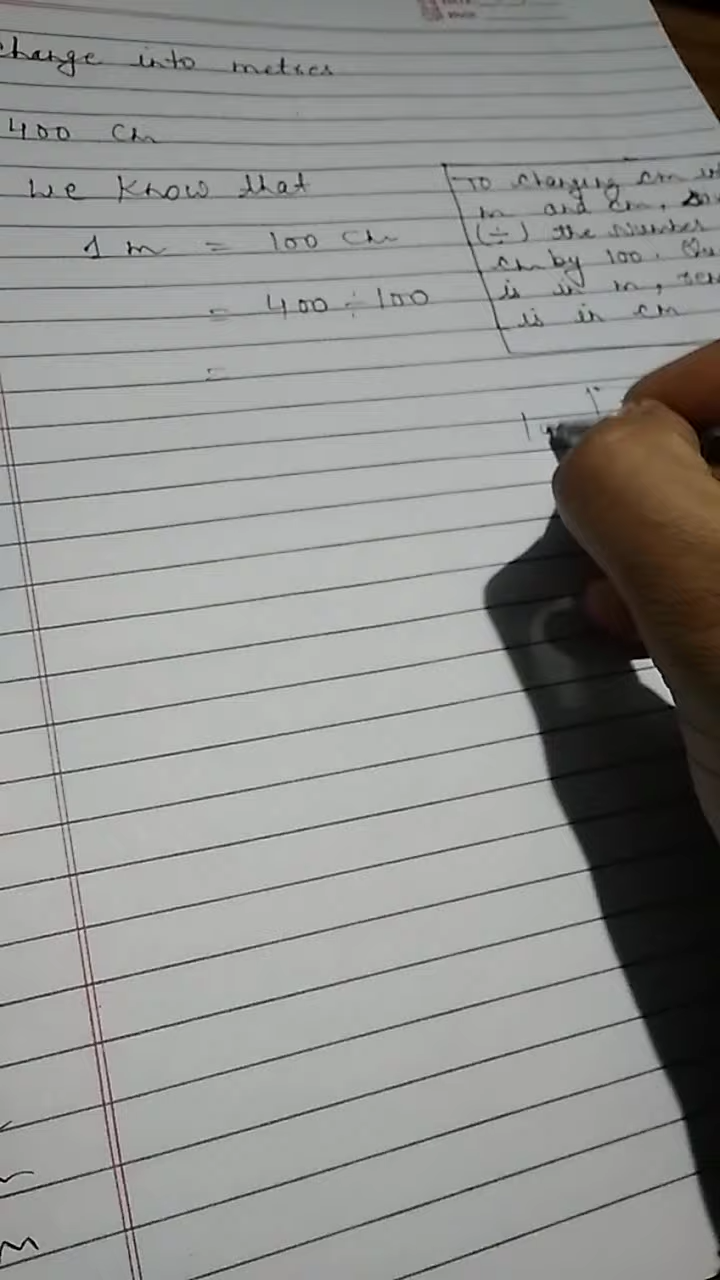 Change into metres
400 cm
We know that
1 m = 100 cm
= 400 ÷ 100
=
To changing cm
m and cm,
(÷) the number
cm by 100.
is in m,
is in cm